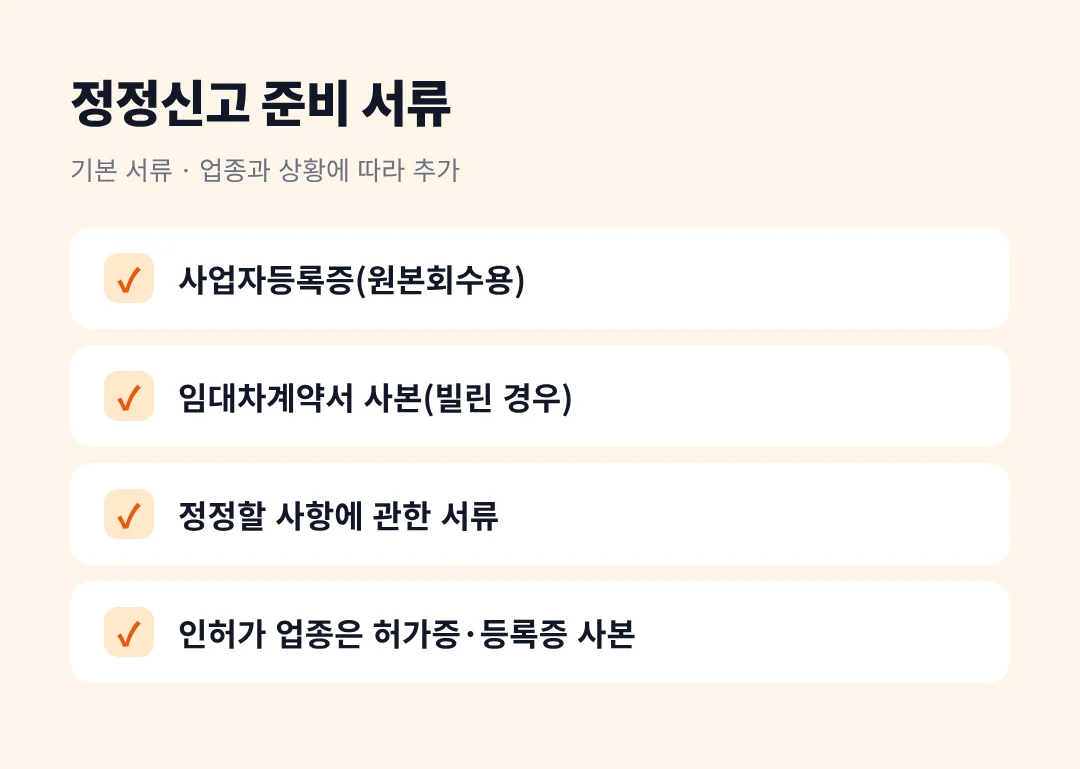 정정신고 준비 서류
기본 서류 · 업종과 상황에 따라 추가
사업자등록증(원본회수용)
임대차계약서 사본(빌린 경우)
정정할 사항에 관한 서류
인허가 업종은 허가증·등록증 사본